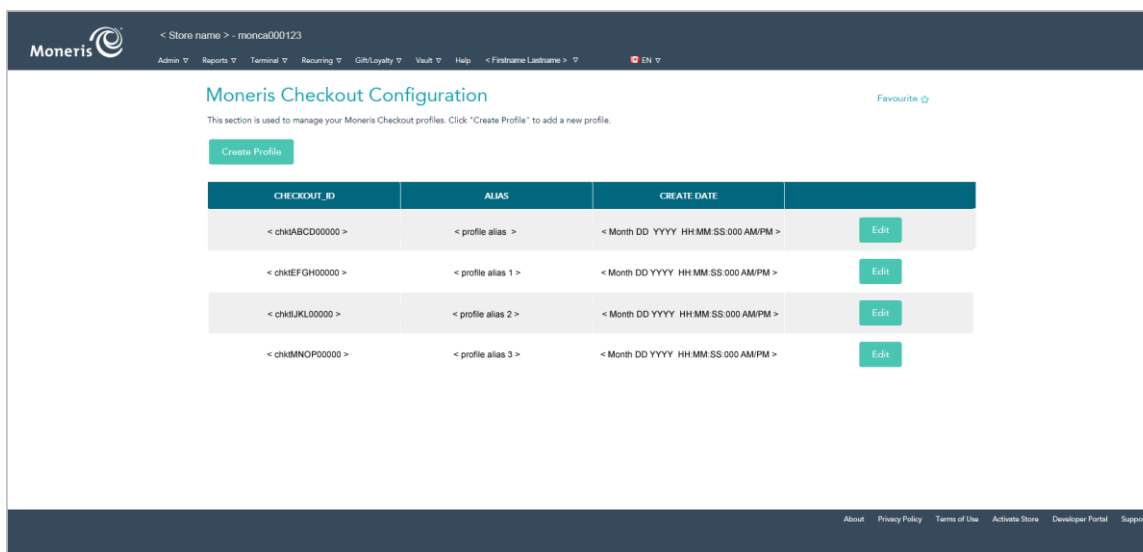 Moneris
< Store name > - monca000123
Admin ▽ Reports ▽ Terminal ▽ Recurring ▽ Gift/Loyalty ▽ Vault ▽ Help < Firstname Lastname > ▽ EN ▽
Moneris Checkout Configuration
Favourite ☆
This section is used to manage your Moneris Checkout profiles. Click "Create Profile" to add a new profile.
Create Profile
CHECKOUT_ID ALIAS CREATE DATE
< chktABCD00000 > < profile alias > < Month DD YYYY HH:MM:SS:000 AM/PM > Edit
< chktEFGH00000 > < profile alias 1 > < Month DD YYYY HH:MM:SS:000 AM/PM > Edit
< chktIJKL00000 > < profile alias 2 > < Month DD YYYY HH:MM:SS:000 AM/PM > Edit
< chktMNOP00000 > < profile alias 3 > < Month DD YYYY HH:MM:SS:000 AM/PM > Edit
About Privacy Policy Terms of Use Activate Store Developer Portal Suppo